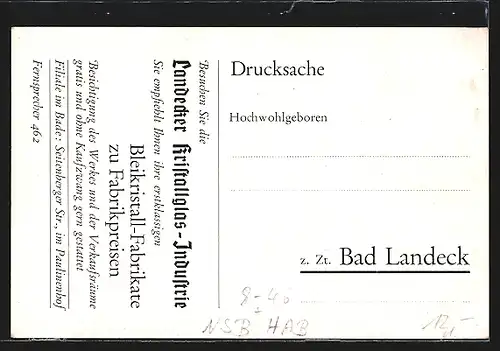 Besuchen Sie die
Landecker Kristallglas-Industrie
Sie empfiehlt Ihnen ihre erstklassigen
Bleikristall-Fabrikate
zu Fabrikpreisen
Besichtigung des Werkes und der Verkaufsräume
gratis und ohne Kaufzwang gern gestattet
Filiale im Bade: Seitenberger Str., im Paulinenhof
Fernsprecher 462
Drucksache
Hochwohlgeboren
z. Zt. Bad Landeck
NSB HAB